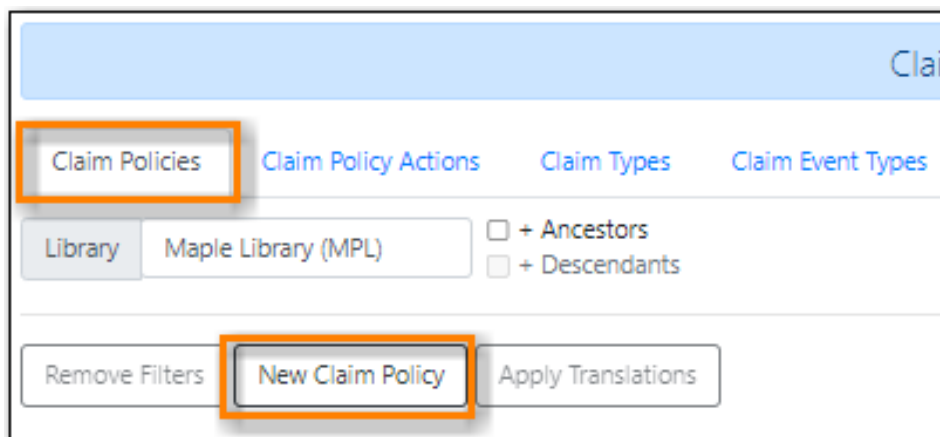 Clai
Claim Policies Claim Policy Actions Claim Types Claim Event Types
Library Maple Library (MPL) + Ancestors
+ Descendants
Remove Filters New Claim Policy Apply Translations